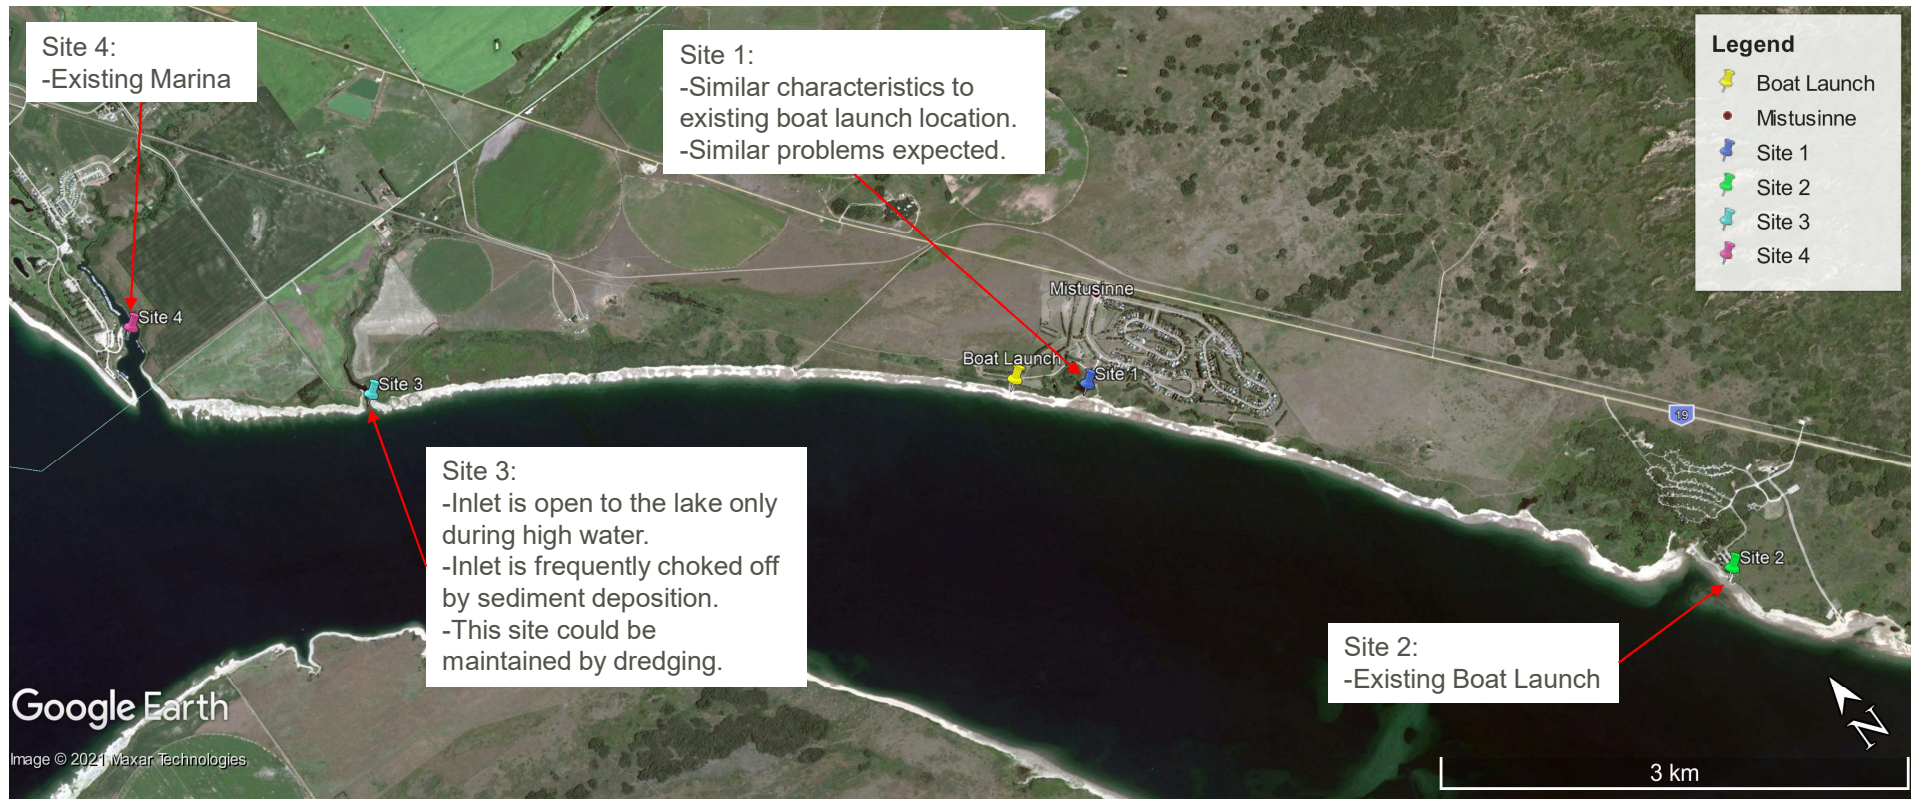 Site 4:
-Existing Marina
Site 1:
-Similar characteristics to
existing boat launch location.
-Similar problems expected.
Legend
Boat Launch
Mistusinne
Site 1
Site 2
Site 3
Site 4
Mistusinne
Site 4
Boat Launch
Site 1
Site 3
19
Site 3:
-Inlet is open to the lake only
during high water.
-Inlet is frequently choked off
by sediment deposition.
-This site could be
maintained by dredging.
Site 2
Site 2:
-Existing Boat Launch
Google Earth
N
Image © 2021 Maxar Technologies
3 km